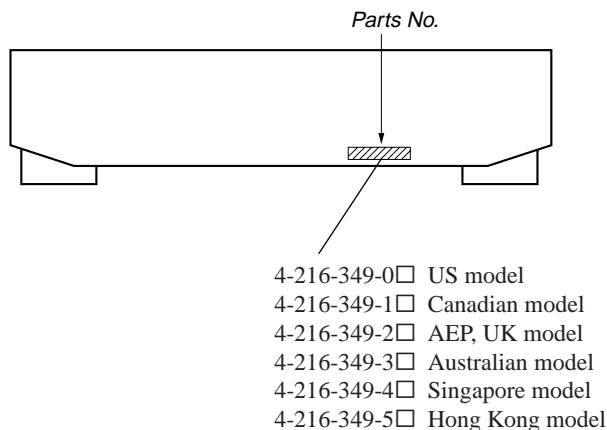 Parts No.
4-216-349-0□ US model
4-216-349-1□ Canadian model
4-216-349-2□ AEP, UK model
4-216-349-3□ Australian model
4-216-349-4□ Singapore model
4-216-349-5□ Hong Kong model